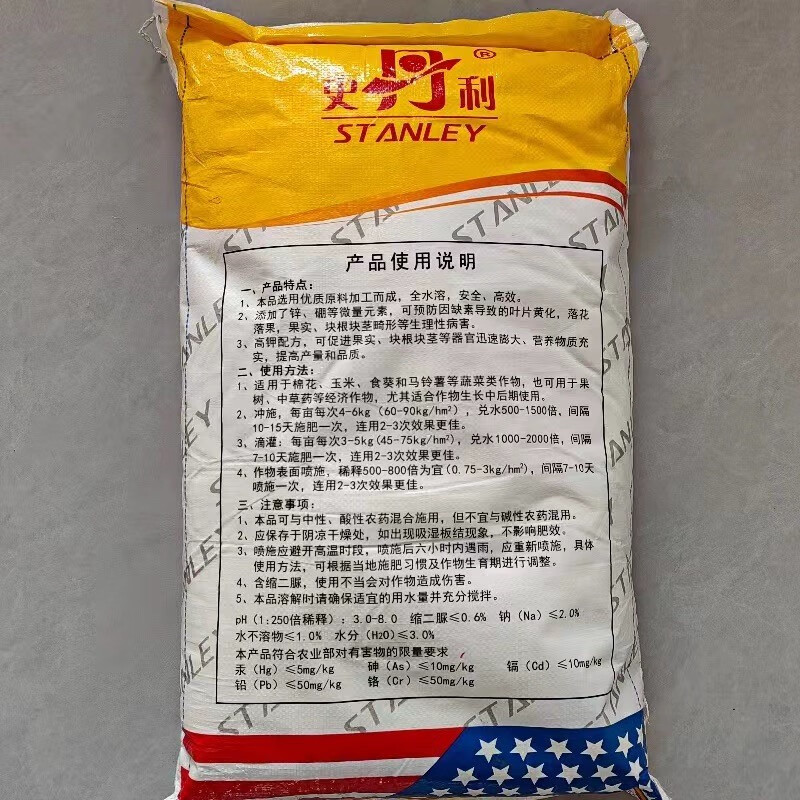 史丹利®
STANLEY
产品使用说明
一、产品特点:
1、本品选用优质原料加工而成，全水溶，安全、高效。
2、添加了锌、硼等微量元素，可预防因缺素导致的叶片黄化，落花
落果，果实、块根块茎畸形等生理性病害。
3、高钾配方，可促进果实、块根块茎等器官迅速膨大、营养物质充
实，提高产量和品质。
二、使用方法:
1、适用于棉花、玉米、食葵和马铃薯等蔬菜类作物，也可用于果
树、中草药等经济作物，尤其适合作物生长中后期使用。
2、冲施，每亩每次4-6kg（60-90kg/hm²），兑水500-1500倍，间隔
10-15天施肥一次，连用2-3次效果更佳。
3、滴灌：每亩每次3-5kg(45-75kg/hm²)，兑水1000-2000倍，间隔
7-10天施肥一次，连用2-3次效果更佳。
4、作物表面喷施，稀释500-800倍为宜(0.75-3kg/hm²)，间隔7-10天
喷施一次，连用2-3次效果更佳。
三、注意事项:
1、本品可与中性、酸性农药混合施用，但不宜与碱性农药混用。
2、应保存于阴凉干燥处，如出现吸湿板结现象，不影响肥效。
3、喷施应避开高温时段，喷施后六小时内遇雨，应重新喷施，具体
使用方法，可根据当地施肥习惯及作物生育期进行调整。
4、含缩二脲，使用不当会对作物造成伤害。
5、本品溶解时请确保适宜的用水量并充分搅拌。
pH（1:250倍稀释）：3.0-8.0 缩二脲≤0.6% 钠（Na）≤2.0%
水不溶物≤1.0% 水分（H₂O）≤3.0%
本产品符合农业部对有害物的限量要求
汞（Hg）≤5mg/kg 砷（As）≤10mg/kg 镉（Cd）≤10mg/kg
铅（Pb）≤50mg/kg 铬（Cr）≤50mg/kg